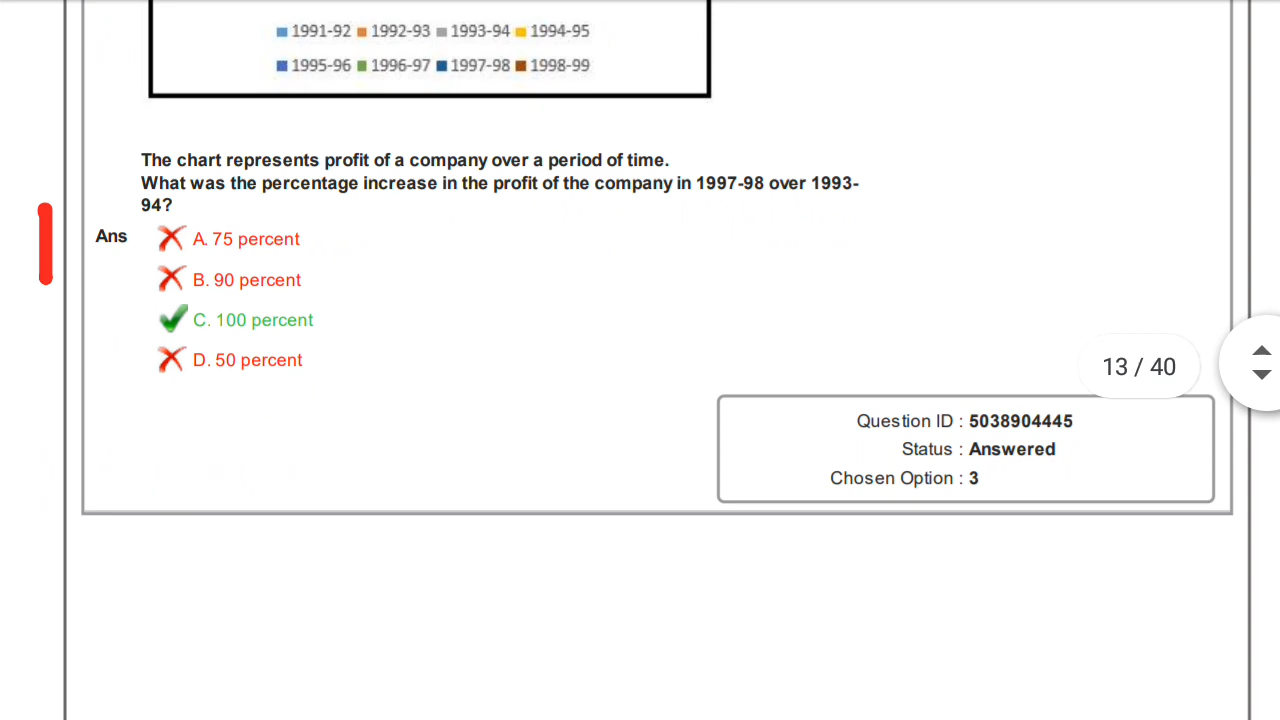 1991-92 1992-93 1993-94 1994-95
1995-96 1996-97 1997-98 1998-99
The chart represents profit of a company over a period of time.
What was the percentage increase in the profit of the company in 1997-98 over 1993-
94?
Ans A. 75 percent
B. 90 percent
C. 100 percent
D. 50 percent
13 / 40
Question ID : 5038904445
Status : Answered
Chosen Option : 3